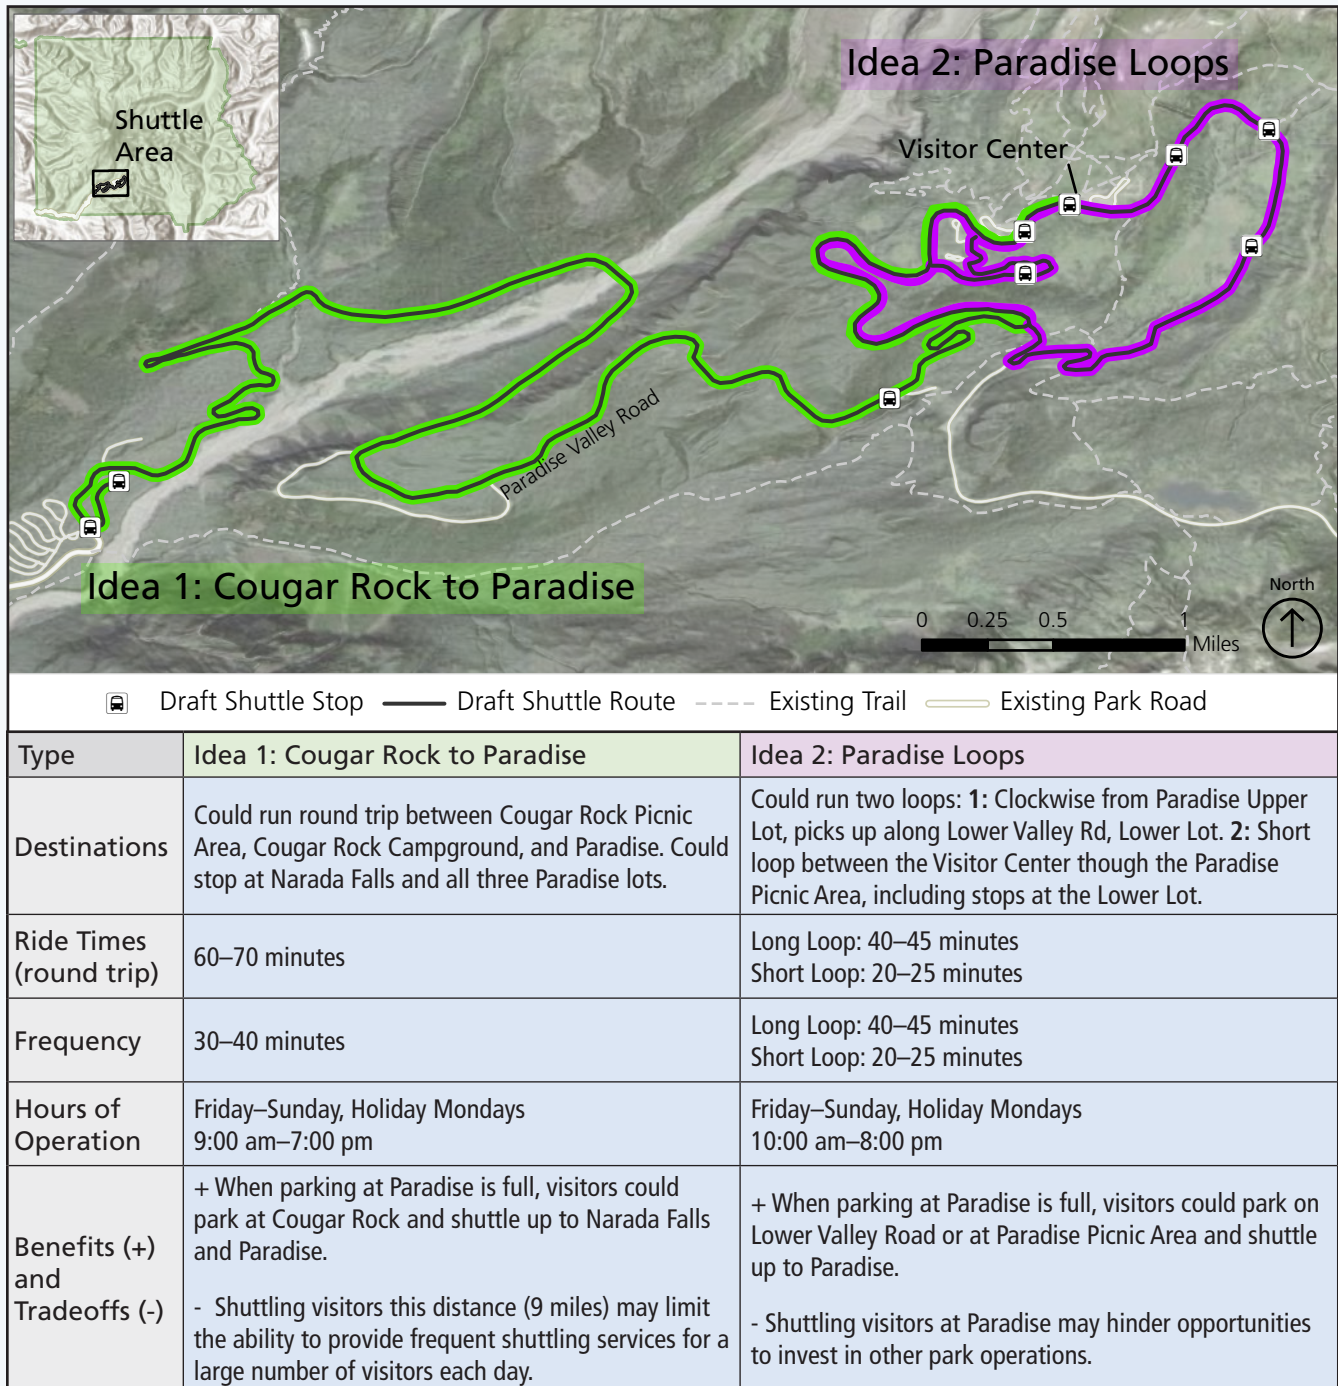 Shuttle
Area
Idea 2: Paradise Loops
Visitor Center
Paradise Valley Road
Idea 1: Cougar Rock to Paradise
North
0 0.25 0.5 1
Miles
Draft Shuttle Stop Draft Shuttle Route Existing Trail Existing Park Road
Type
Idea 1: Cougar Rock to Paradise
Idea 2: Paradise Loops
Destinations
Could run round trip between Cougar Rock Picnic
Area, Cougar Rock Campground, and Paradise. Could
stop at Narada Falls and all three Paradise lots.
Could run two loops: 1: Clockwise from Paradise Upper
Lot, picks up along Lower Valley Rd, Lower Lot. 2: Short
loop between the Visitor Center though the Paradise
Picnic Area, including stops at the Lower Lot.
Ride Times
(round trip)
60–70 minutes
Long Loop: 40–45 minutes
Short Loop: 20–25 minutes
Frequency
30–40 minutes
Long Loop: 40–45 minutes
Short Loop: 20–25 minutes
Hours of
Operation
Friday–Sunday, Holiday Mondays
9:00 am–7:00 pm
Friday–Sunday, Holiday Mondays
10:00 am–8:00 pm
Benefits (+)
and
Tradeoffs (-)
+ When parking at Paradise is full, visitors could
park at Cougar Rock and shuttle up to Narada Falls
and Paradise.
- Shuttling visitors this distance (9 miles) may limit
the ability to provide frequent shuttling services for a
large number of visitors each day.
+ When parking at Paradise is full, visitors could park on
Lower Valley Road or at Paradise Picnic Area and shuttle
up to Paradise.
- Shuttling visitors at Paradise may hinder opportunities
to invest in other park operations.